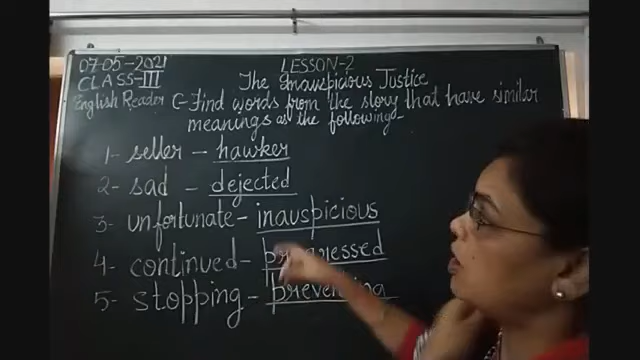 07-05-2021 LESSON-2
CLASS-III The Inauspicious Justice
English Reader C-Find words from the story that have similar
meanings as the following-
1- seller - hawker
2- sad - dejected
3- unfortunate- inauspicious
4- continued- progressed
5- stopping - preventing